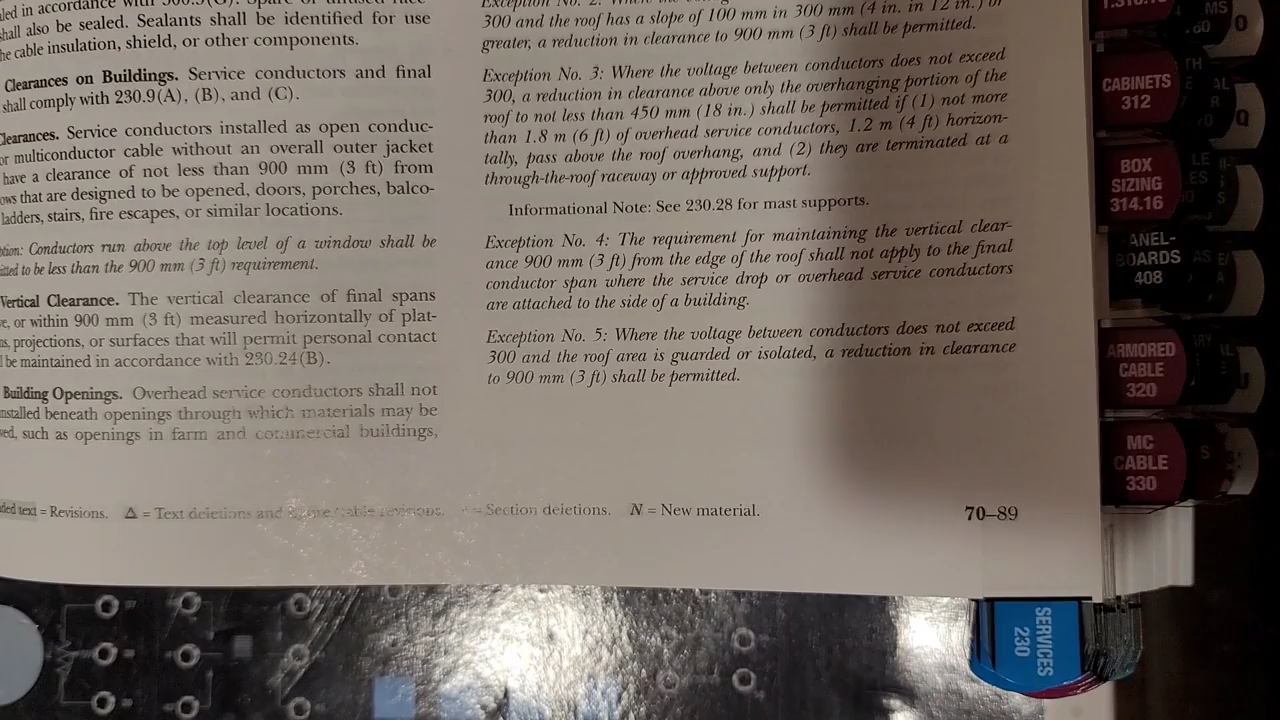 in accordance with
shall also be sealed. Sealants shall be identified for use
he cable insulation, shield, or other components.
Clearances on Buildings. Service conductors and final
shall comply with 230.9(A), (B), and (C).
Clearances. Service conductors installed as open conduc-
or multiconductor cable without an overall outer jacket
have a clearance of not less than 900 mm (3 ft) from
ows that are designed to be opened, doors, porches, balco-
ladders, stairs, fire escapes, or similar locations.
ption: Conductors run above the top level of a window shall be
itted to be less than the 900 mm (3 ft) requirement.
Vertical Clearance. The vertical clearance of final spans
e, or within 900 mm (3 ft) measured horizontally of plat-
ns, projections, or surfaces that will permit personal contact
l be maintained in accordance with 230.24(B).
Building Openings. Overhead service conductors shall not
nstalled beneath openings through which materials may be
ed, such as openings in farm and commercial buildings,
Exception No. 2:
300 and the roof has a slope of 100 mm in 300 mm (4 in. in 12 in.) or
greater, a reduction in clearance to 900 mm (3 ft) shall be permitted.
Exception No. 3: Where the voltage between conductors does not exceed
300, a reduction in clearance above only the overhanging portion of the
roof to not less than 450 mm (18 in.) shall be permitted if (1) not more
than 1.8 m (6 ft) of overhead service conductors, 1.2 m (4 ft) horizon-
tally, pass above the roof overhang, and (2) they are terminated at a
through-the-roof raceway or approved support.
Informational Note: See 230.28 for mast supports.
Exception No. 4: The requirement for maintaining the vertical clear-
ance 900 mm (3 ft) from the edge of the roof shall not apply to the final
conductor span where the service drop or overhead service conductors
are attached to the side of a building.
Exception No. 5: Where the voltage between conductors does not exceed
300 and the roof area is guarded or isolated, a reduction in clearance
to 900 mm (3 ft) shall be permitted.
ded text = Revisions. Δ = Text deletions and revisions. = Section deletions. N = New material.
70–89
CABINETS
312
BOX
SIZING
314.16
ANEL-
BOARDS
408
ARMORED
CABLE
320
MC
CABLE
330
SERVICES
230